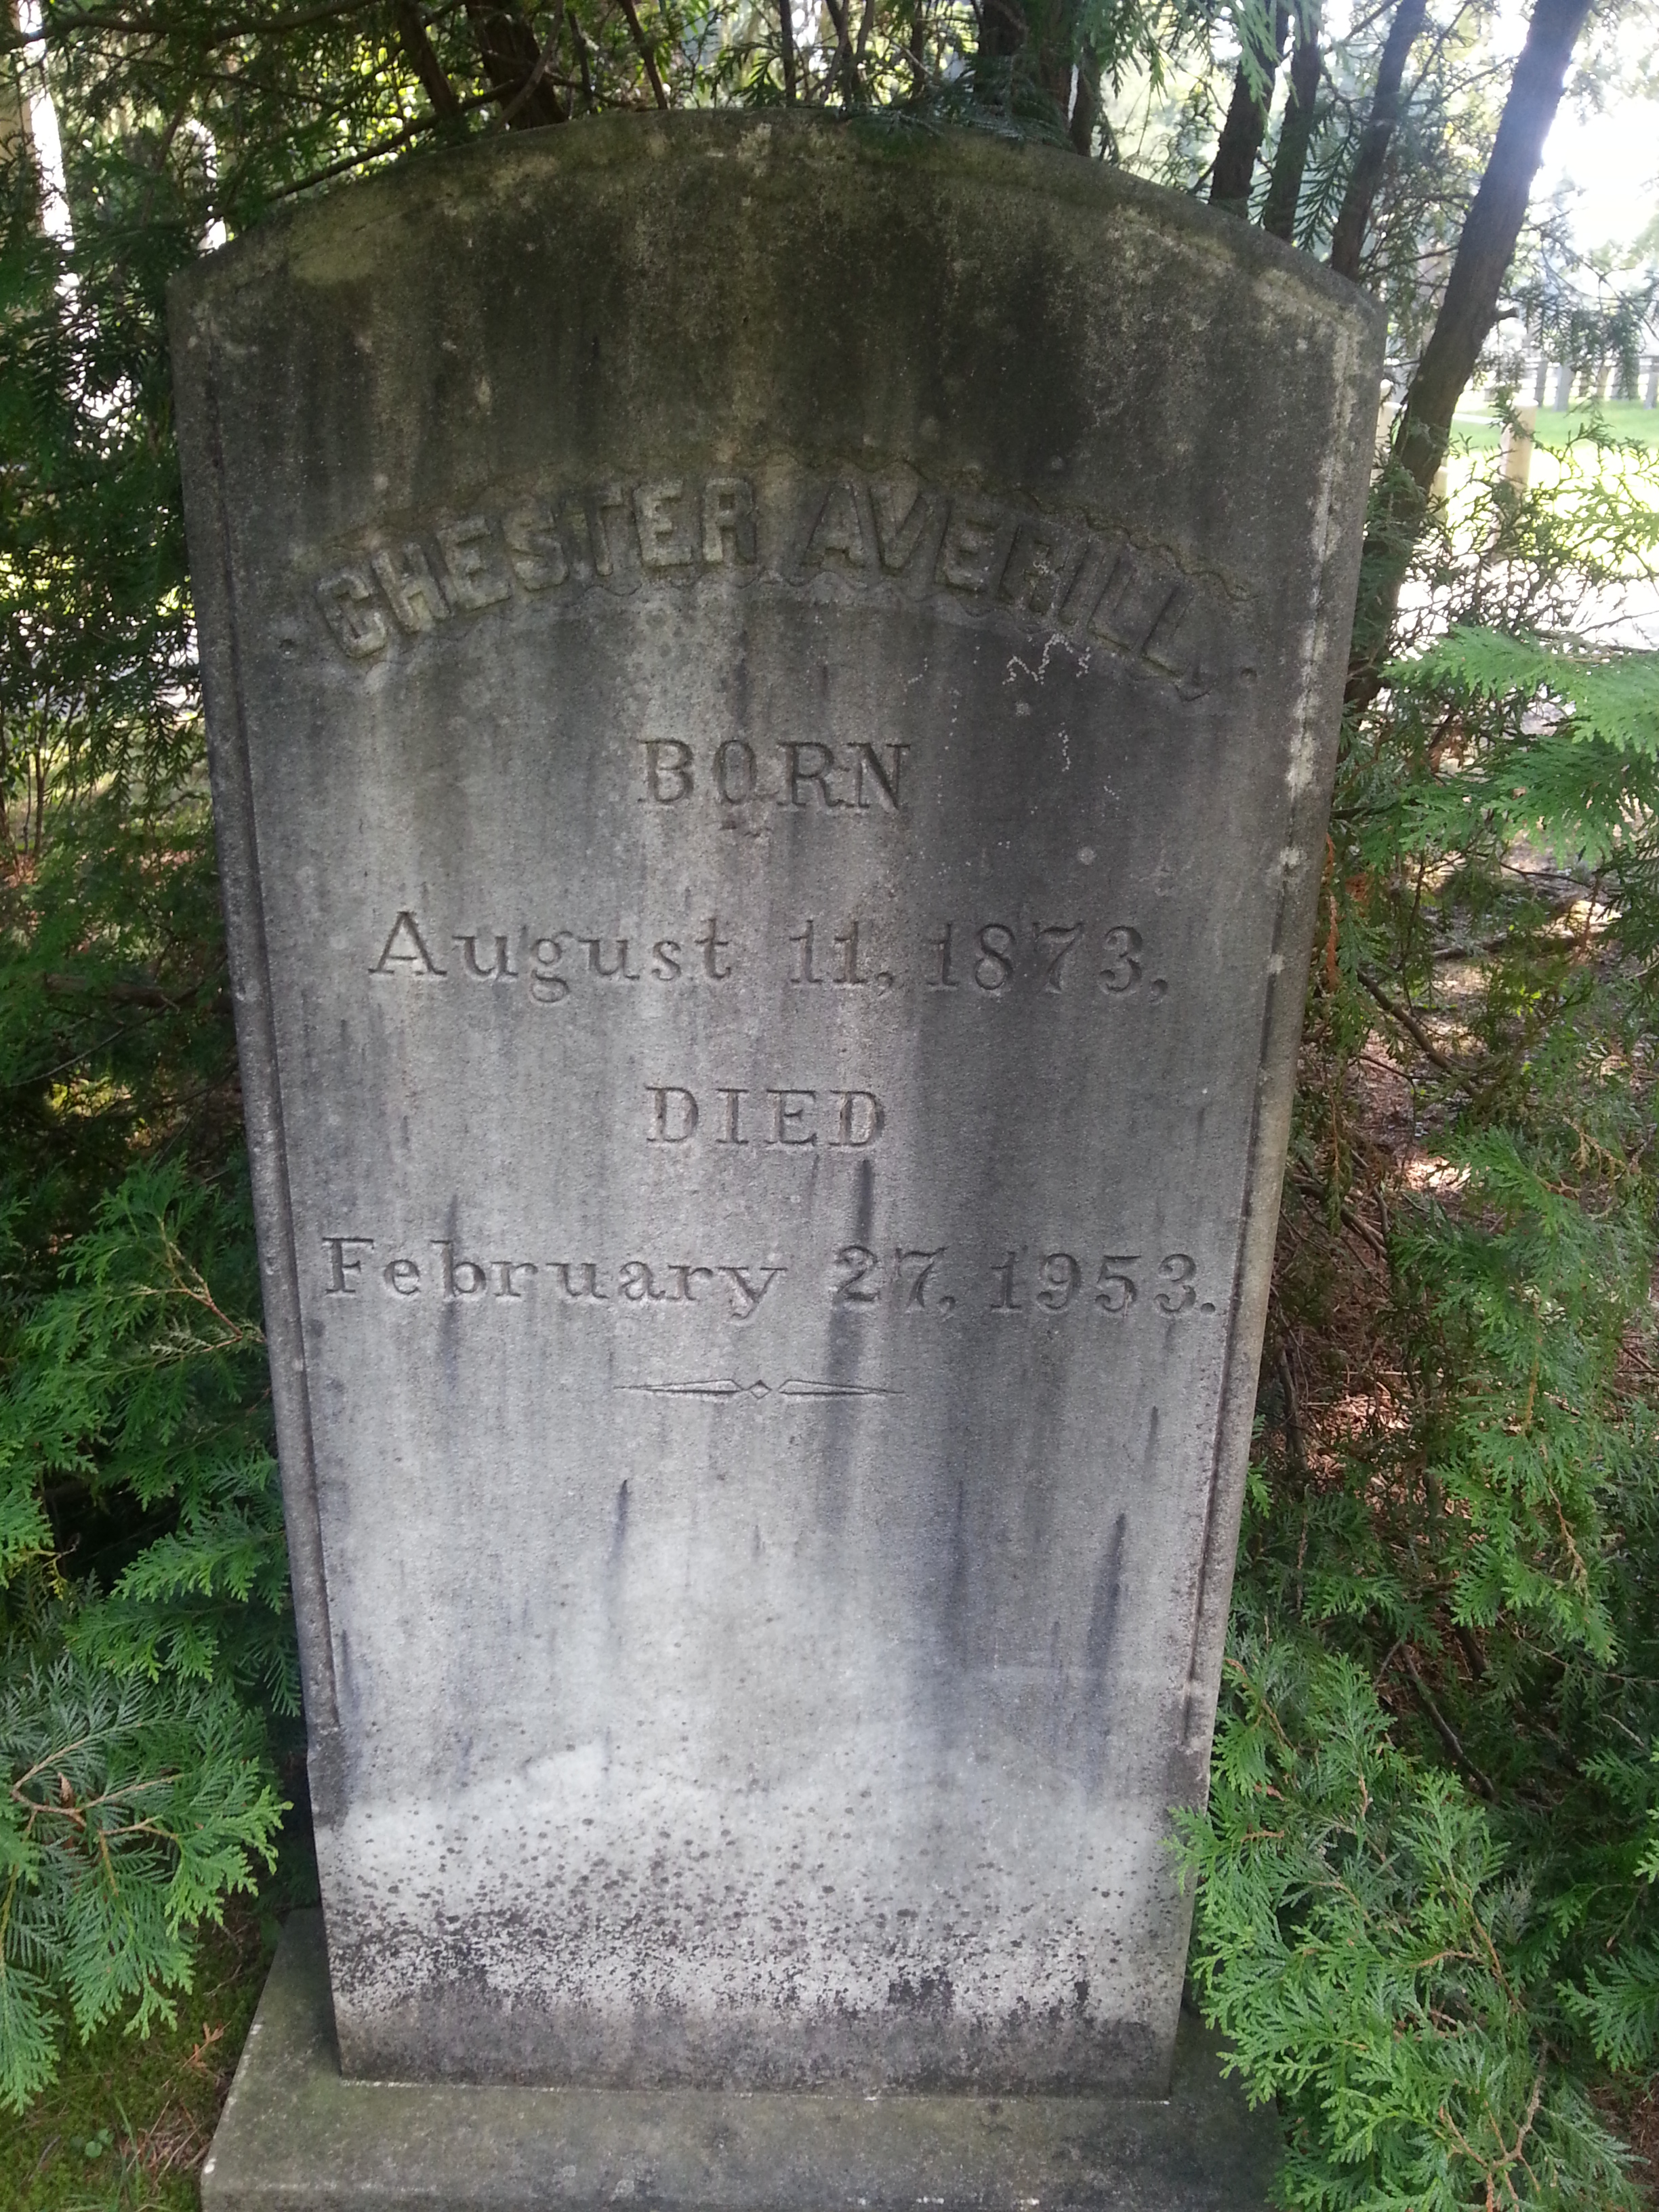 CHESTER AVERILL.
BORN
August 11, 1873,
DIED
February 27, 1953.